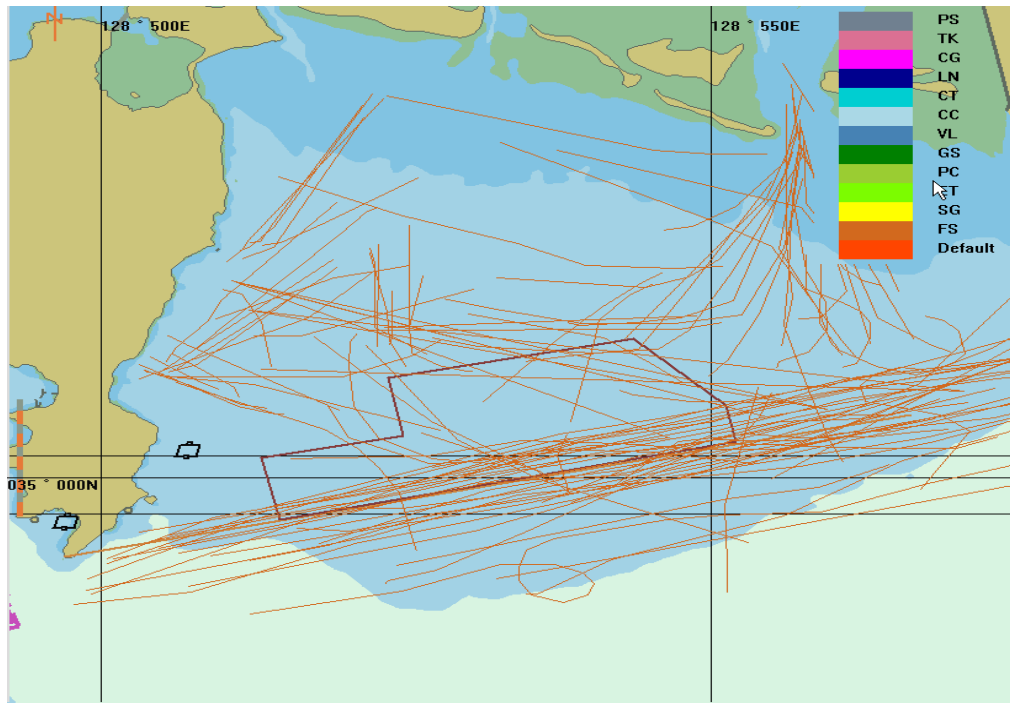 128 ° 500E
128 ° 550E
PS
TK
CG
LN
CT
CC
VL
GS
PC
SG
FS
Default
035 ° 000N